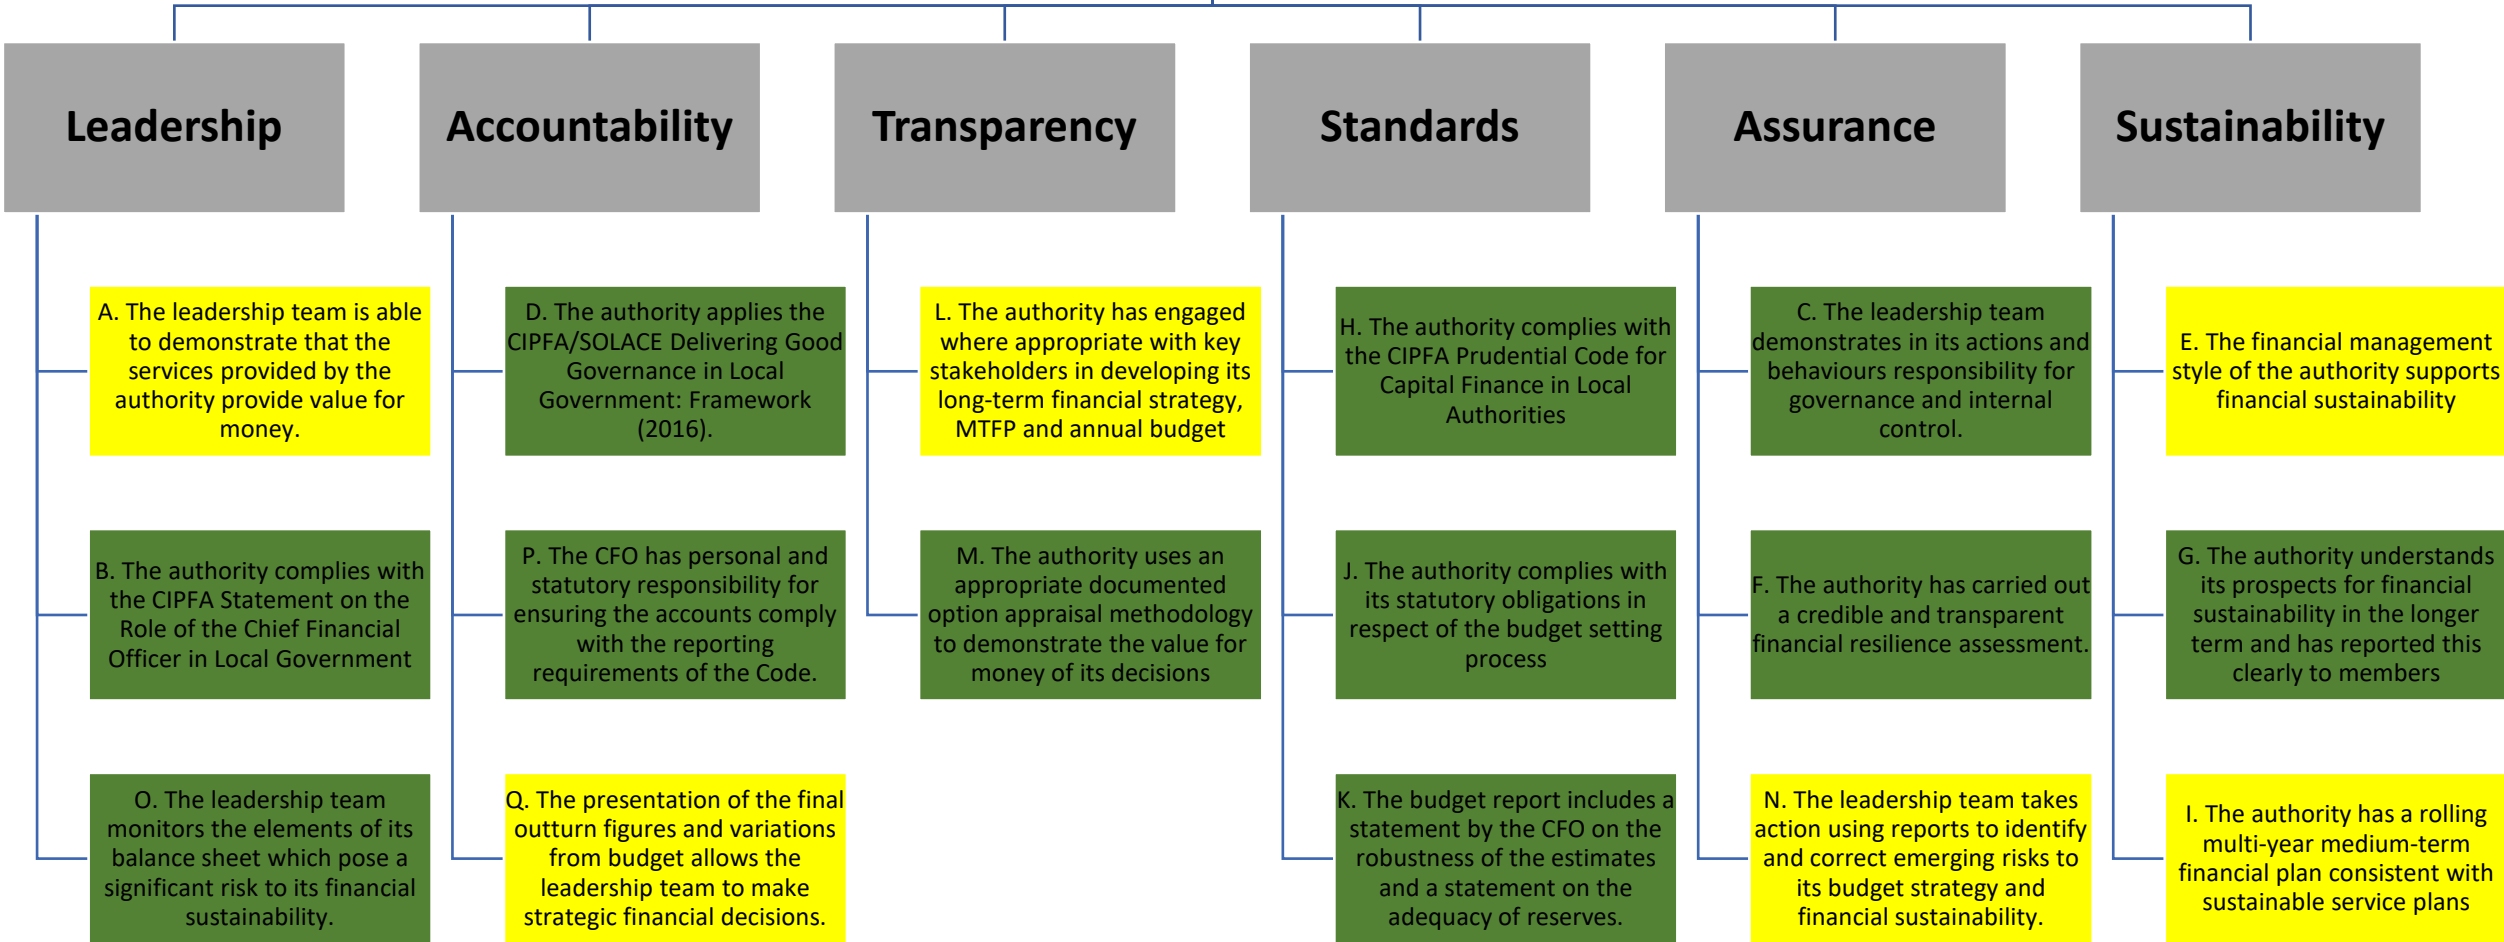 Leadership
A. The leadership team is able
to demonstrate that the
services provided by the
authority provide value for
money.
B. The authority complies with
the CIPFA Statement on the
Role of the Chief Financial
Officer in Local Government
O. The leadership team
monitors the elements of its
balance sheet which pose a
significant risk to its financial
sustainability.
Accountability
D. The authority applies the
CIPFA/SOLACE Delivering Good
Governance in Local
Government: Framework
(2016).
P. The CFO has personal and
statutory responsibility for
ensuring the accounts comply
with the reporting
requirements of the Code.
Q. The presentation of the final
outturn figures and variations
from budget allows the
leadership team to make
strategic financial decisions.
Transparency
L. The authority has engaged
where appropriate with key
stakeholders in developing its
long-term financial strategy,
MTFP and annual budget
M. The authority uses an
appropriate documented
option appraisal methodology
to demonstrate the value for
money of its decisions
Standards
H. The authority complies with
the CIPFA Prudential Code for
Capital Finance in Local
Authorities
J. The authority complies with
its statutory obligations in
respect of the budget setting
process
K. The budget report includes a
statement by the CFO on the
robustness of the estimates
and a statement on the
adequacy of reserves.
Assurance
C. The leadership team
demonstrates in its actions and
behaviours responsibility for
governance and internal
control.
F. The authority has carried out
a credible and transparent
financial resilience assessment.
N. The leadership team takes
action using reports to identify
and correct emerging risks to
its budget strategy and
financial sustainability.
Sustainability
E. The financial management
style of the authority supports
financial sustainability
G. The authority understands
its prospects for financial
sustainability in the longer
term and has reported this
clearly to members
I. The authority has a rolling
multi-year medium-term
financial plan consistent with
sustainable service plans